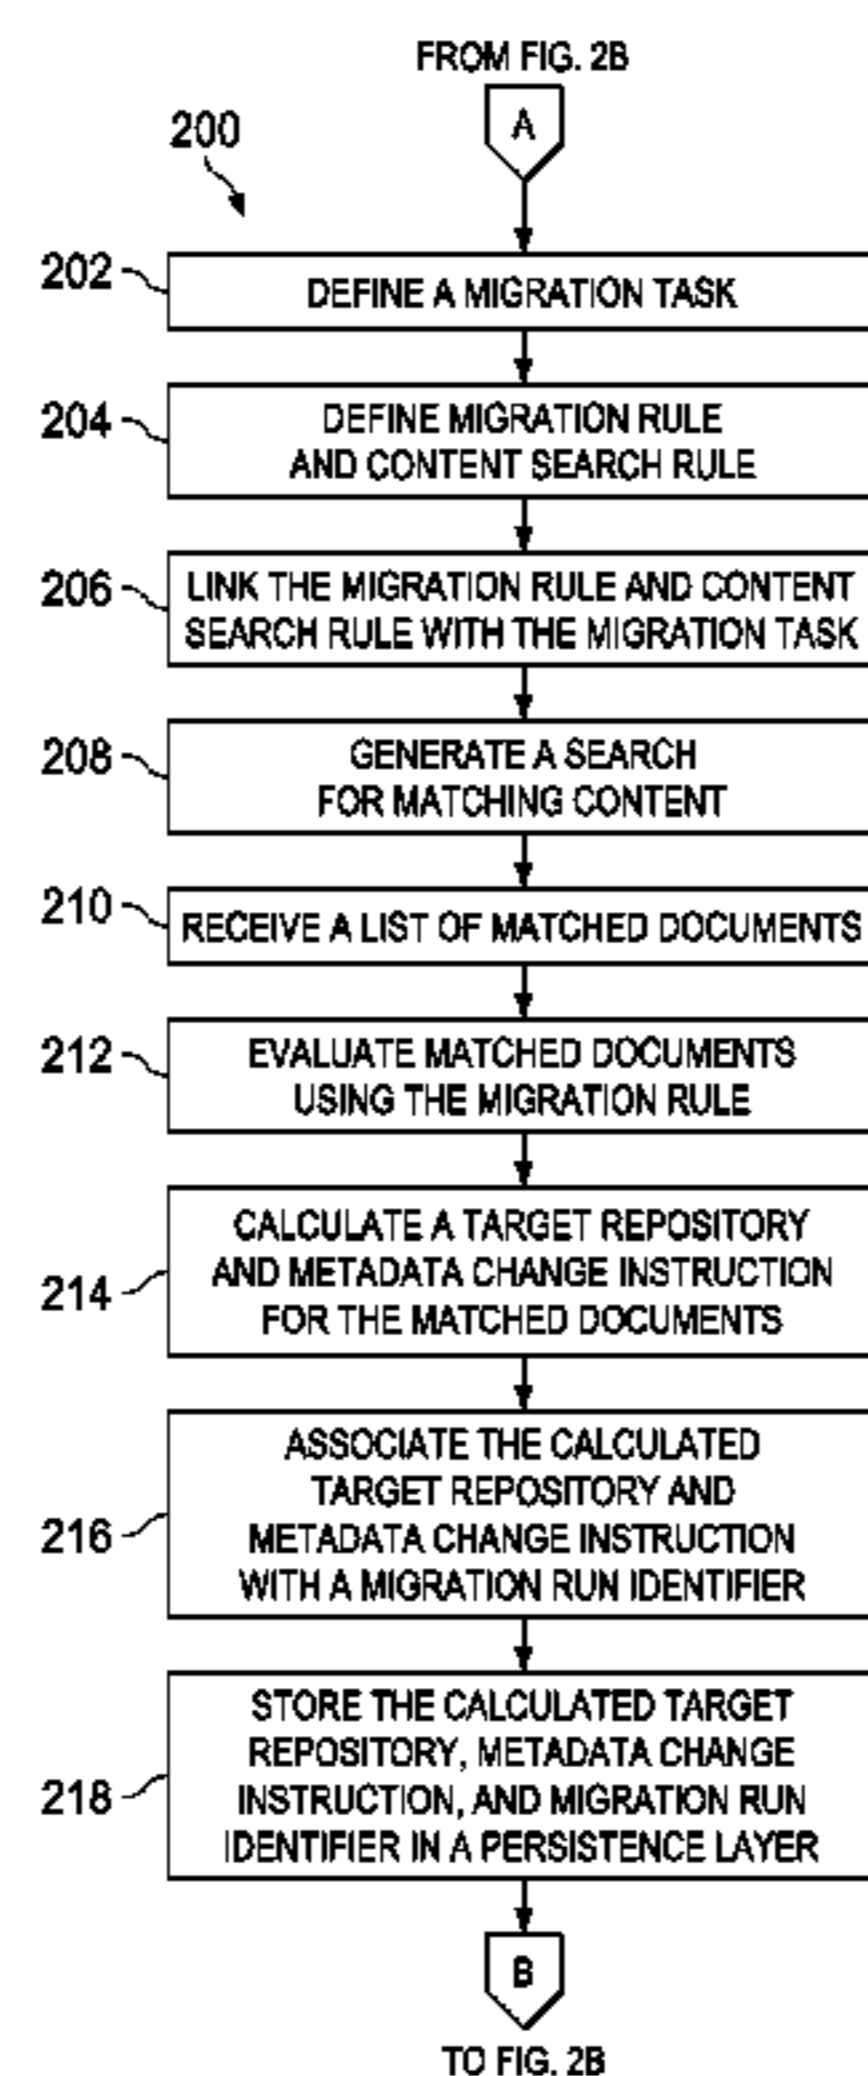 FROM FIG. 2B
A
200
202
DEFINE A MIGRATION TASK
204
DEFINE MIGRATION RULE
AND CONTENT SEARCH RULE
206
LINK THE MIGRATION RULE AND CONTENT
SEARCH RULE WITH THE MIGRATION TASK
208
GENERATE A SEARCH
FOR MATCHING CONTENT
210
RECEIVE A LIST OF MATCHED DOCUMENTS
212
EVALUATE MATCHED DOCUMENTS
USING THE MIGRATION RULE
214
CALCULATE A TARGET REPOSITORY
AND METADATA CHANGE INSTRUCTION
FOR THE MATCHED DOCUMENTS
216
ASSOCIATE THE CALCULATED
TARGET REPOSITORY AND
METADATA CHANGE INSTRUCTION
WITH A MIGRATION RUN IDENTIFIER
218
STORE THE CALCULATED TARGET
REPOSITORY, METADATA CHANGE
INSTRUCTION, AND MIGRATION RUN
IDENTIFIER IN A PERSISTENCE LAYER
B
TO FIG. 2B